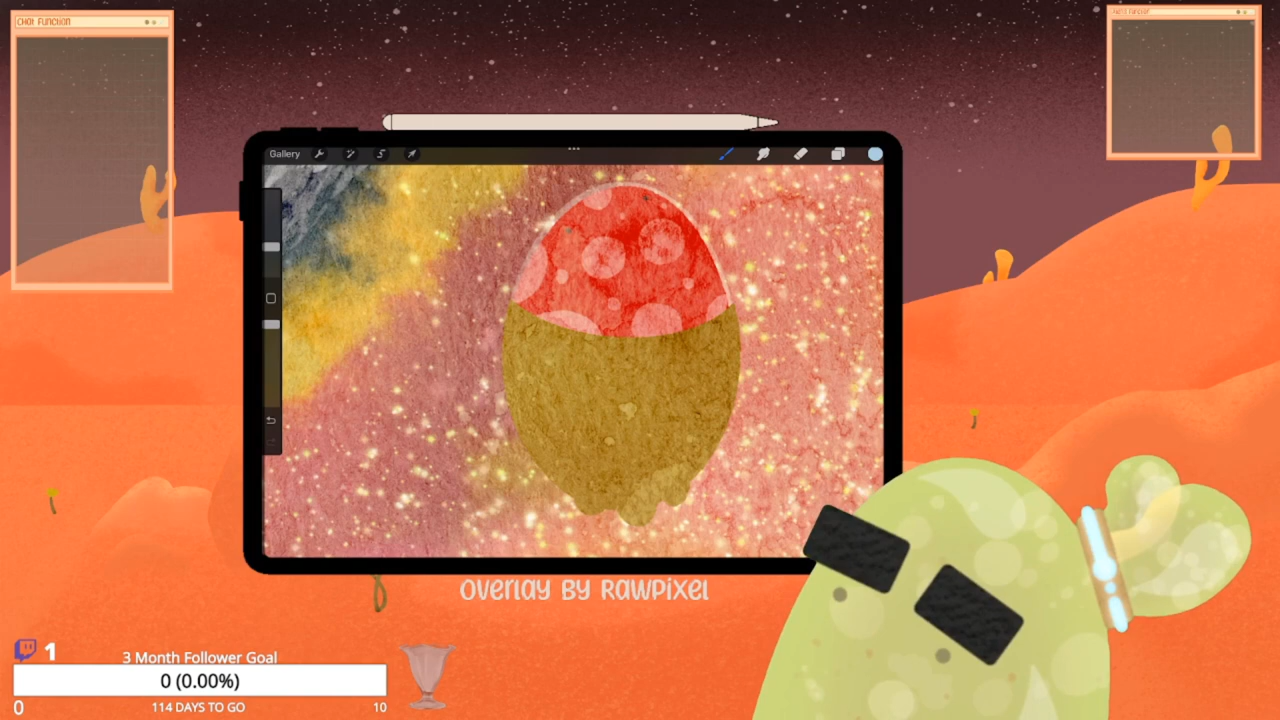 Chat Function
Gallery
Overlay by Rawpixel
1
3 Month Follower Goal
0 (0.00%)
0
114 DAYS TO GO
10